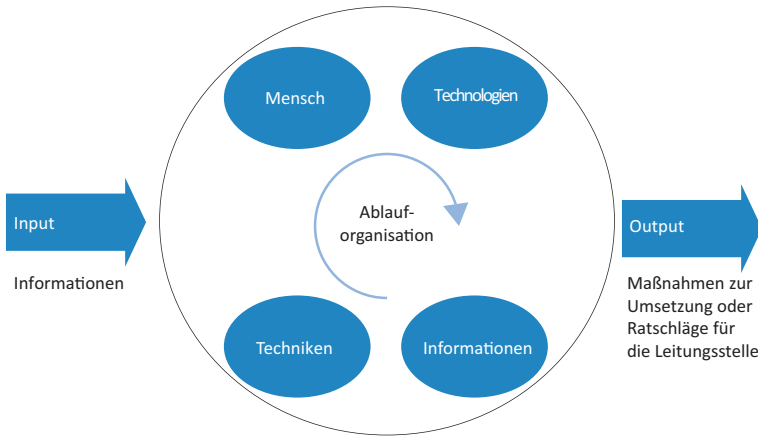 Mensch
Technologien
Input
Informationen
Ablauf-
organisation
Techniken
Informationen
Output
Maßnahmen zur
Umsetzung oder
Ratschläge für
die Leitungsstelle